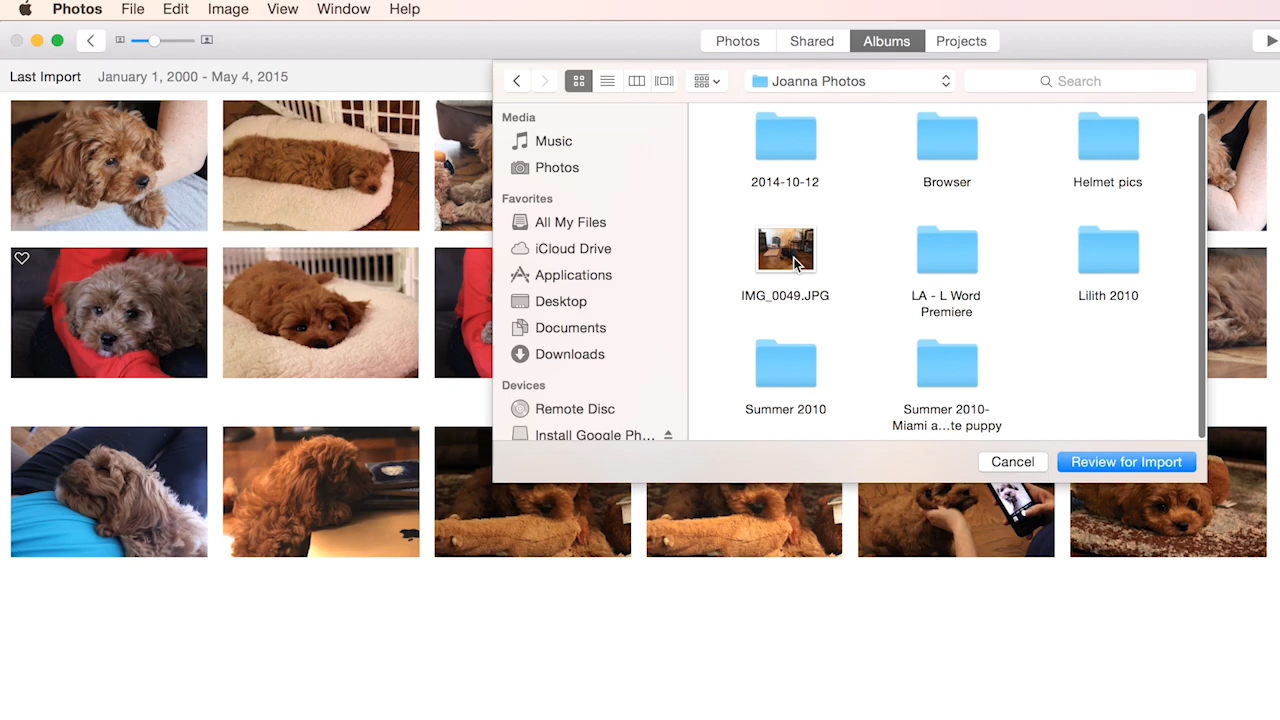 Photos File Edit Image View Window Help
Photos Shared Albums Projects
Last Import January 1, 2000 - May 4, 2015
Joanna Photos
Search
Media
Music
Photos
Favorites
All My Files
iCloud Drive
Applications
Desktop
Documents
Downloads
Devices
Remote Disc
Install Google Ph...
2014-10-12
Browser
Helmet pics
IMG_0049.JPG
LA - L Word
Premiere
Lilith 2010
Summer 2010
Summer 2010-
Miami a...te puppy
Cancel Review for Import